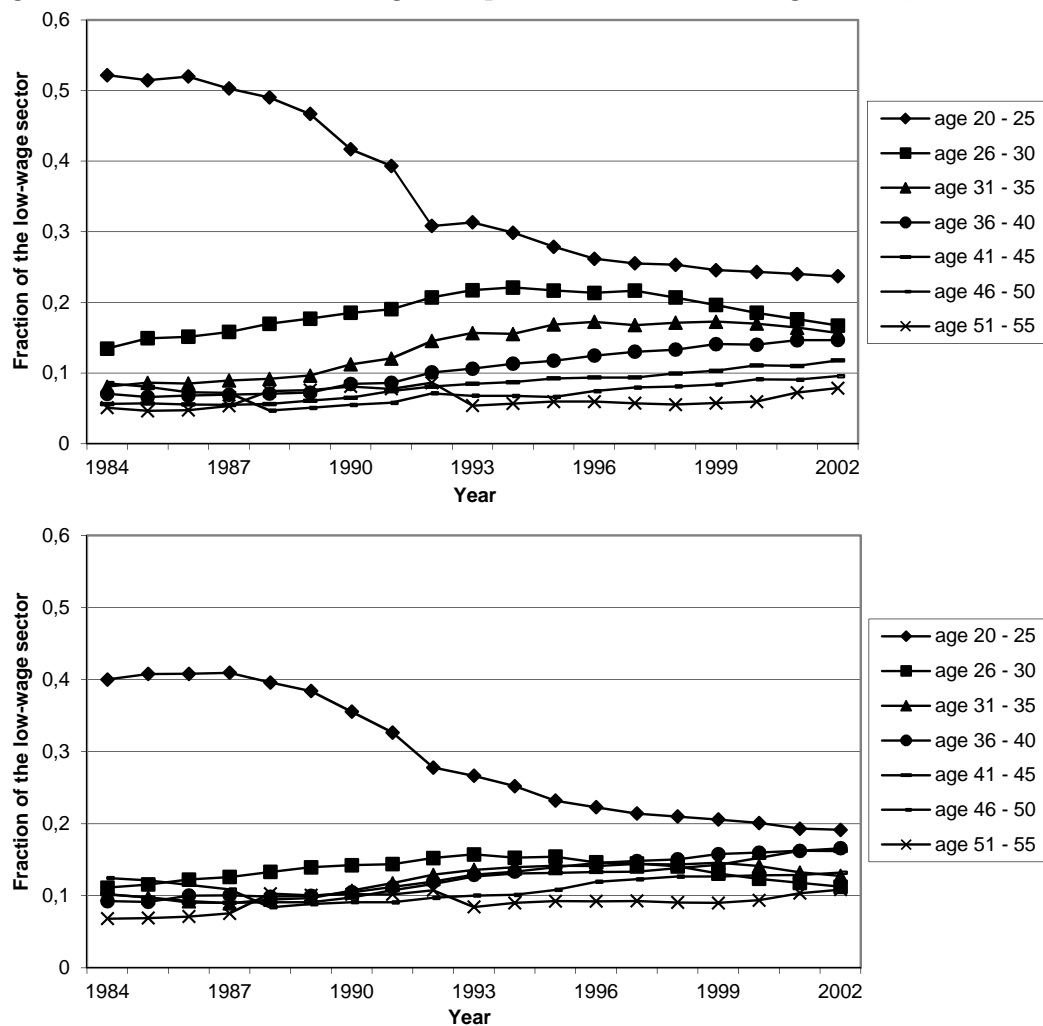 0,6
0,5
0,4
0,3
0,2
0,1
0
Fraction of the low-wage sector
1984 1987 1990 1993 1996 1999 2002
Year
age 20 - 25
age 26 - 30
age 31 - 35
age 36 - 40
age 41 - 45
age 46 - 50
age 51 - 55
0,6
0,5
0,4
0,3
0,2
0,1
0
Fraction of the low-wage sector
1984 1987 1990 1993 1996 1999 2002
Year
age 20 - 25
age 26 - 30
age 31 - 35
age 36 - 40
age 41 - 45
age 46 - 50
age 51 - 55